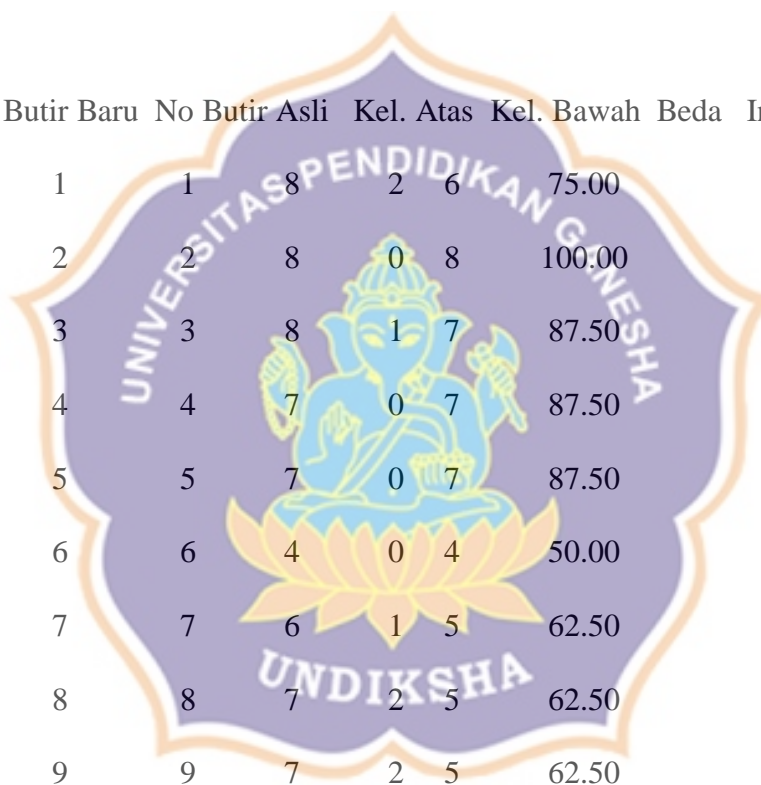 Butir Baru No Butir Asli Kel. Atas Kel. Bawah Beda
1 1 8 2 6 75.00
2 2 8 0 8 100.00
3 3 8 1 7 87.50
4 4 7 0 7 87.50
5 5 7 0 7 87.50
6 6 4 0 4 50.00
7 7 6 1 5 62.50
8 8 7 2 5 62.50
9 9 7 2 5 62.50
UNIVERSITAS PENDIDIKAN GANESHA
UNDIKSHA